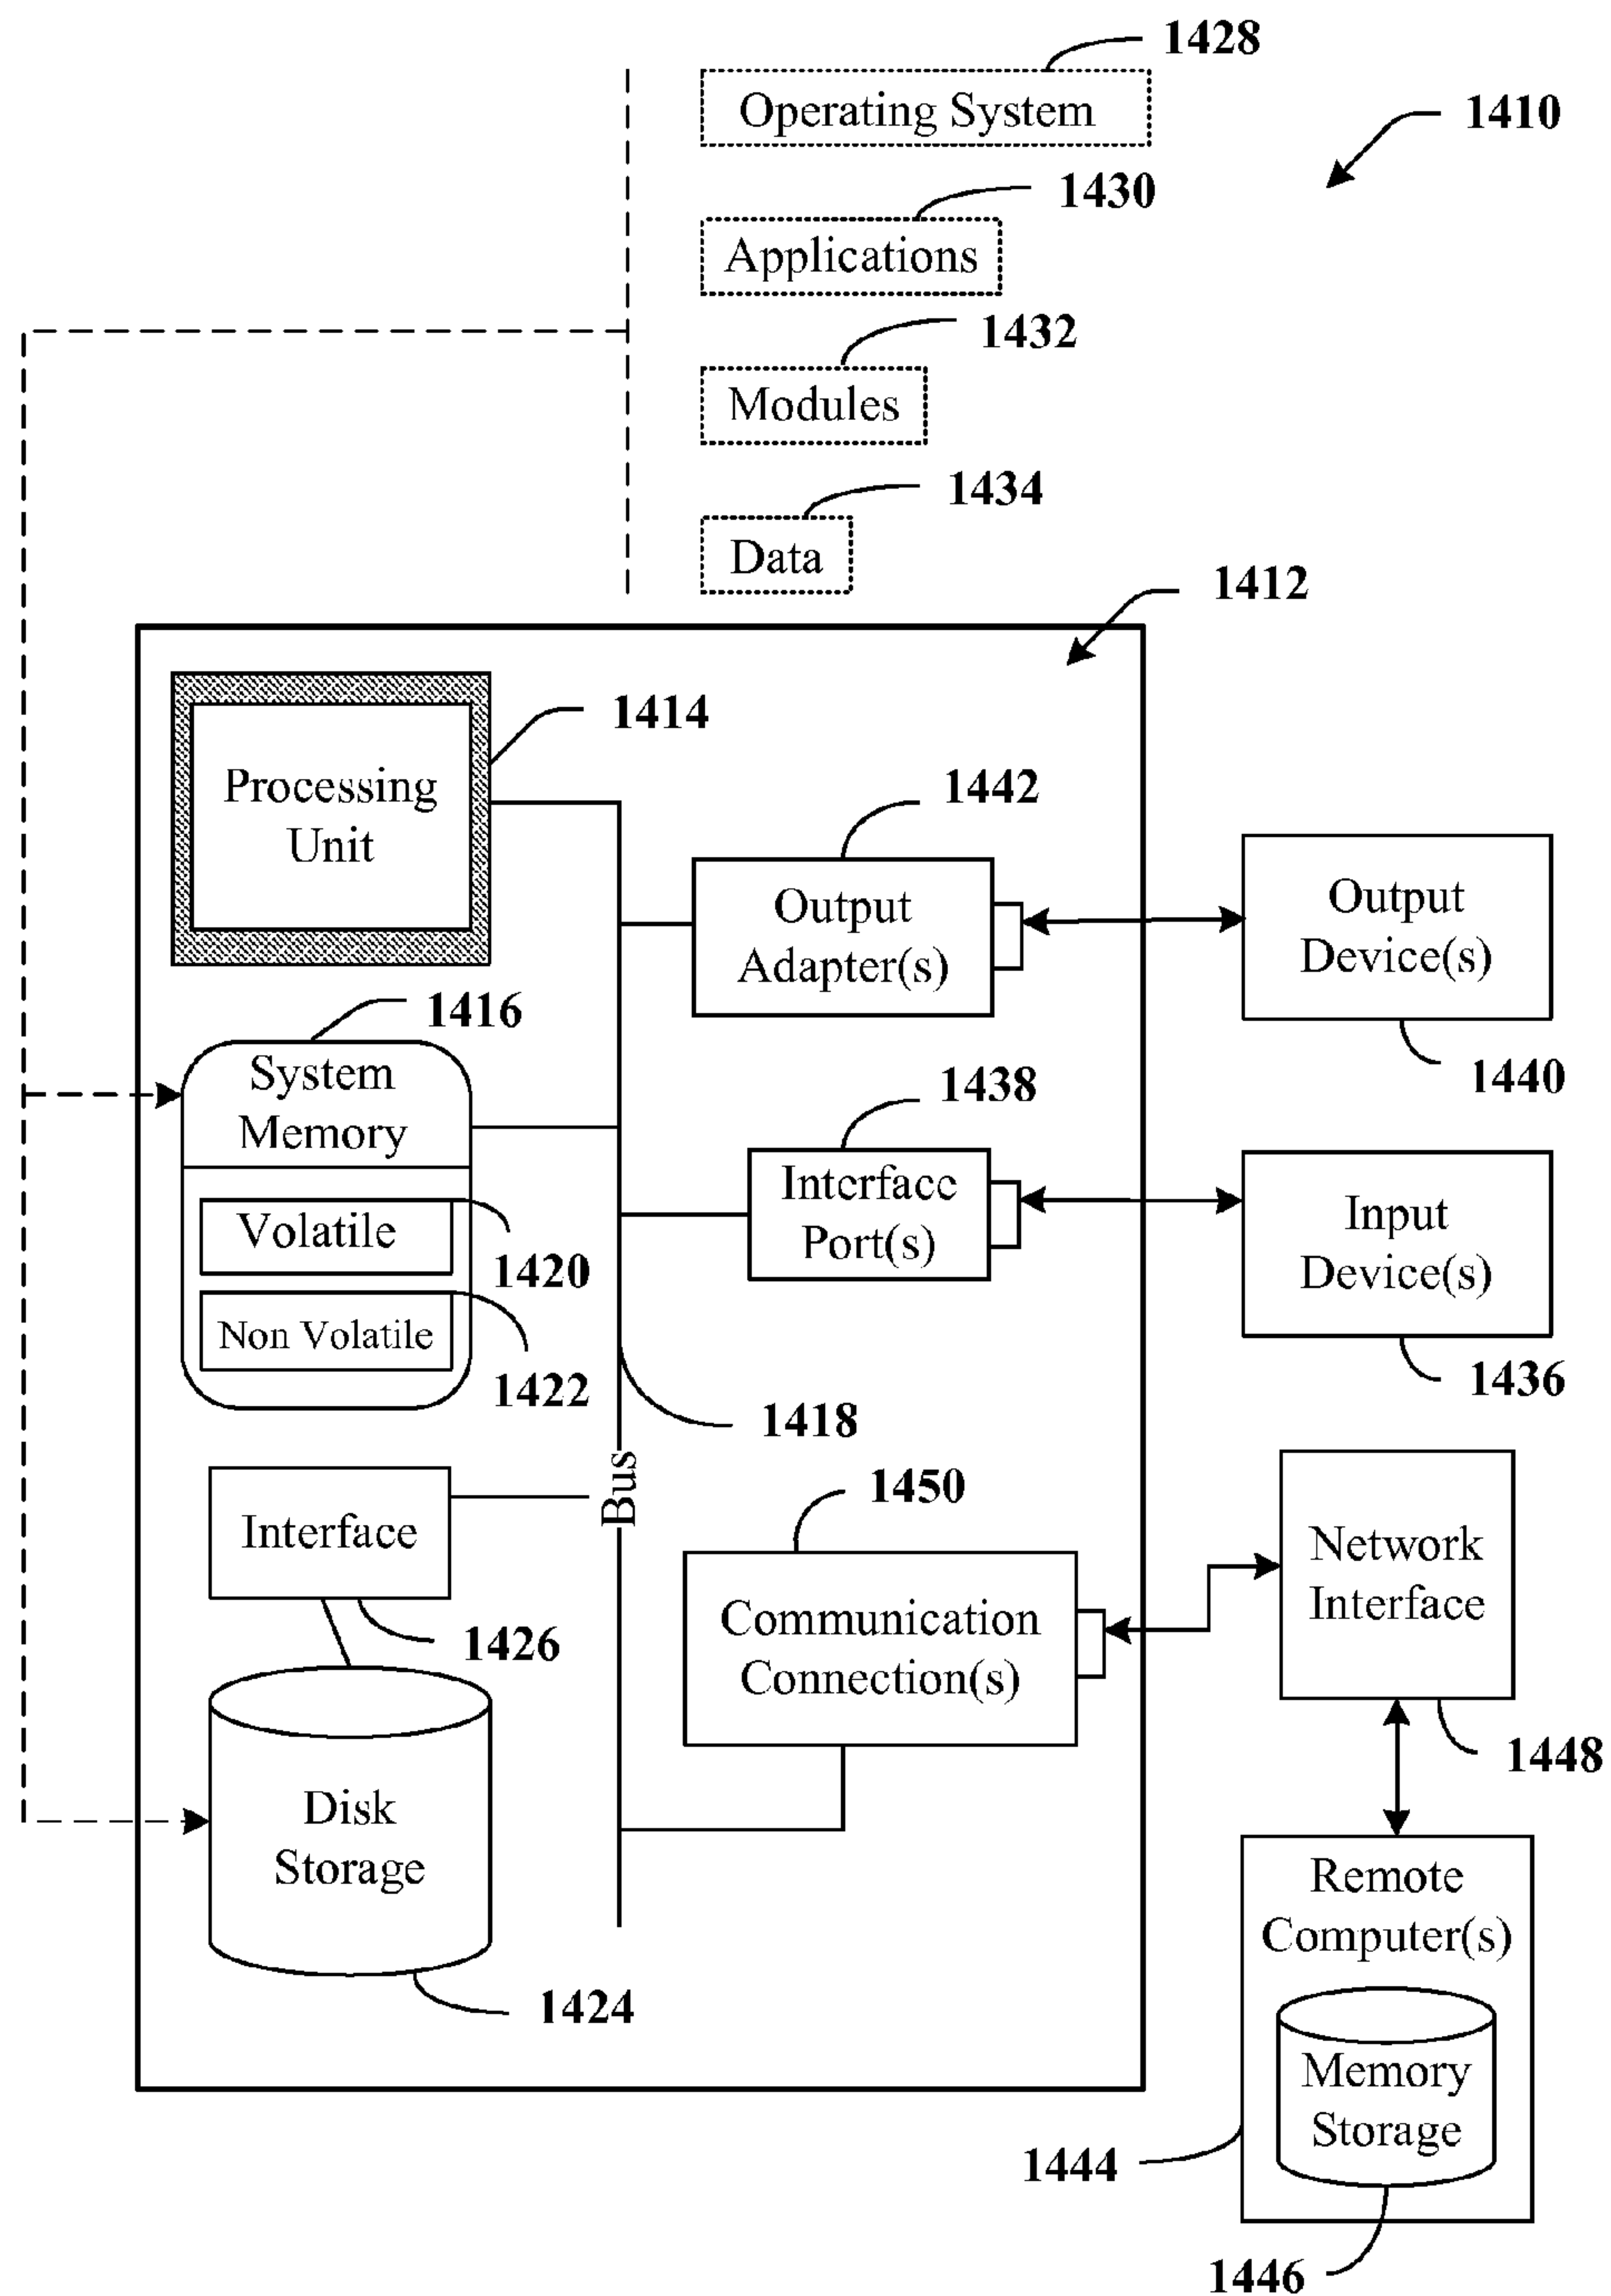 1428
Operating System
1410
1430
Applications
1432
Modules
1434
Data
1412
1414
Processing
Unit
1442
Output
Adapter(s)
Output
Device(s)
1440
1416
System
Memory
1438
Interface
Port(s)
Input
Device(s)
1436
Volatile
1420
Non Volatile
1422
1418
Bus
Interface
1426
1450
Communication
Connection(s)
Network
Interface
1448
Disk
Storage
1424
Remote
Computer(s)
Memory
Storage
1444
1446